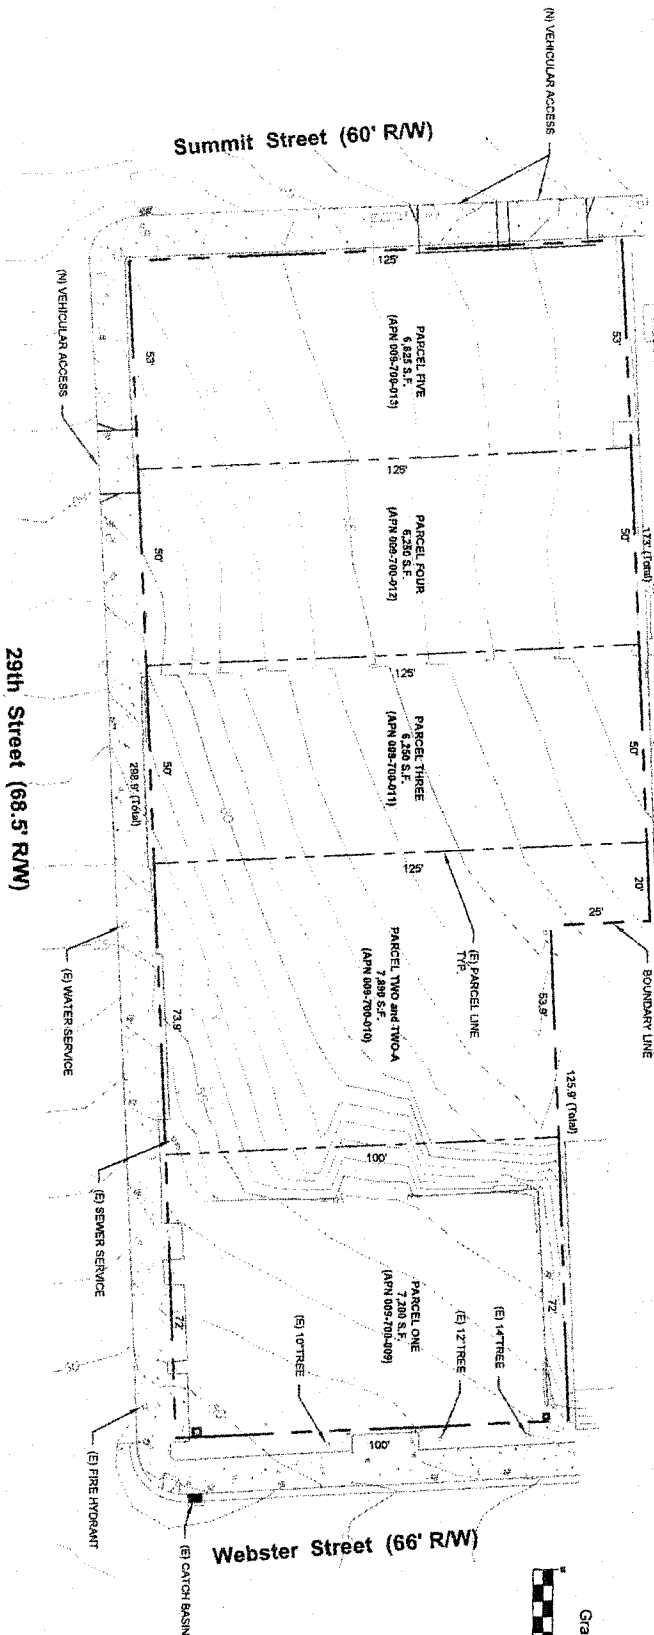 (N) VEHICULAR ACCESS
Summit Street (60' R/W)
125'
(N) VEHICULAR ACCESS
53'
53'
PARCEL FIVE
6,625 S.F.
(APN 009-700-013)
125'
50'
50'
173' (Total)
PARCEL FOUR
6,250 S.F.
(APN 009-700-012)
125'
50'
50'
298.9' (Total)
PARCEL THREE
6,250 S.F.
(APN 009-700-011)
29th Street (68.5' R/W)
125'
20'
25'
BOUNDARY LINE
(E) PARCEL LINE
TYP.
PARCEL TWO and TWO-A
7,890 S.F.
(APN 009-700-010)
53.9'
125.9' (Total)
73.9'
(E) WATER SERVICE
100'
(E) SEWER SERVICE
PARCEL ONE
7,200 S.F.
(APN 009-700-009)
72'
72'
(E) 10"TREE
(E) 12"TREE
(E) 14"TREE
100'
(E) FIRE HYDRANT
(E) CATCH BASIN
Webster Street (66' R/W)
Gra